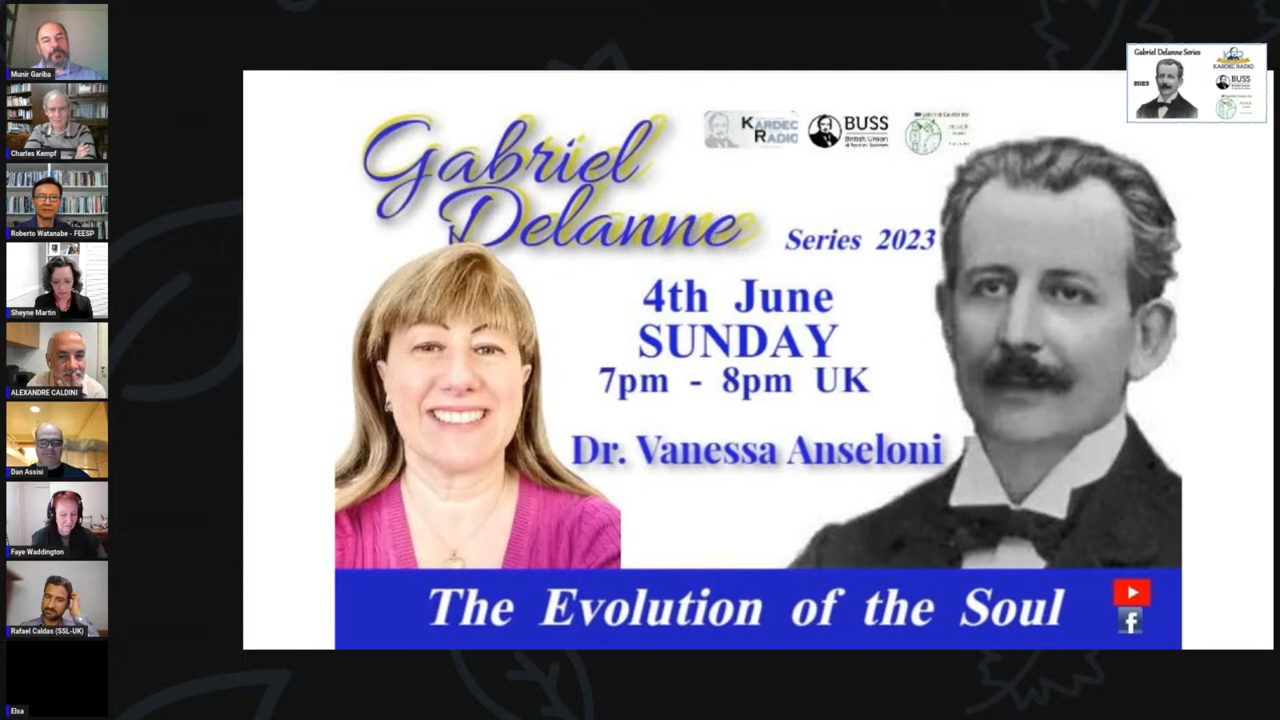 Munir Gariba
Charles Kempf
Roberto Watanabe - FEESP
Sheyne Martin
ALEXANDRE CALDINI
Dan Assisi
Faye Waddington
Rafael Caldas (SSL-UK)
Elsa
Gabriel
Delanne
KARDEC
RADIO
BUSS
British Union
Series 2023
4th June
SUNDAY
7pm - 8pm UK
Dr. Vanessa Anseloni
The Evolution of the Soul
Gabriel Delanne Series
2023
KARDEC RADIO
BUSS